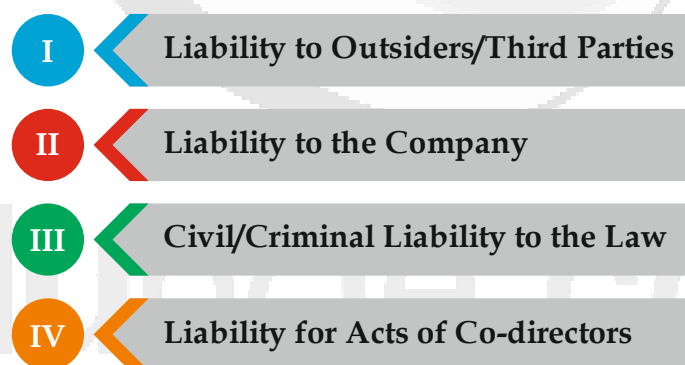 I
Liability to Outsiders/Third Parties
II
Liability to the Company
III
Civil/Criminal Liability to the Law
IV
Liability for Acts of Co-directors